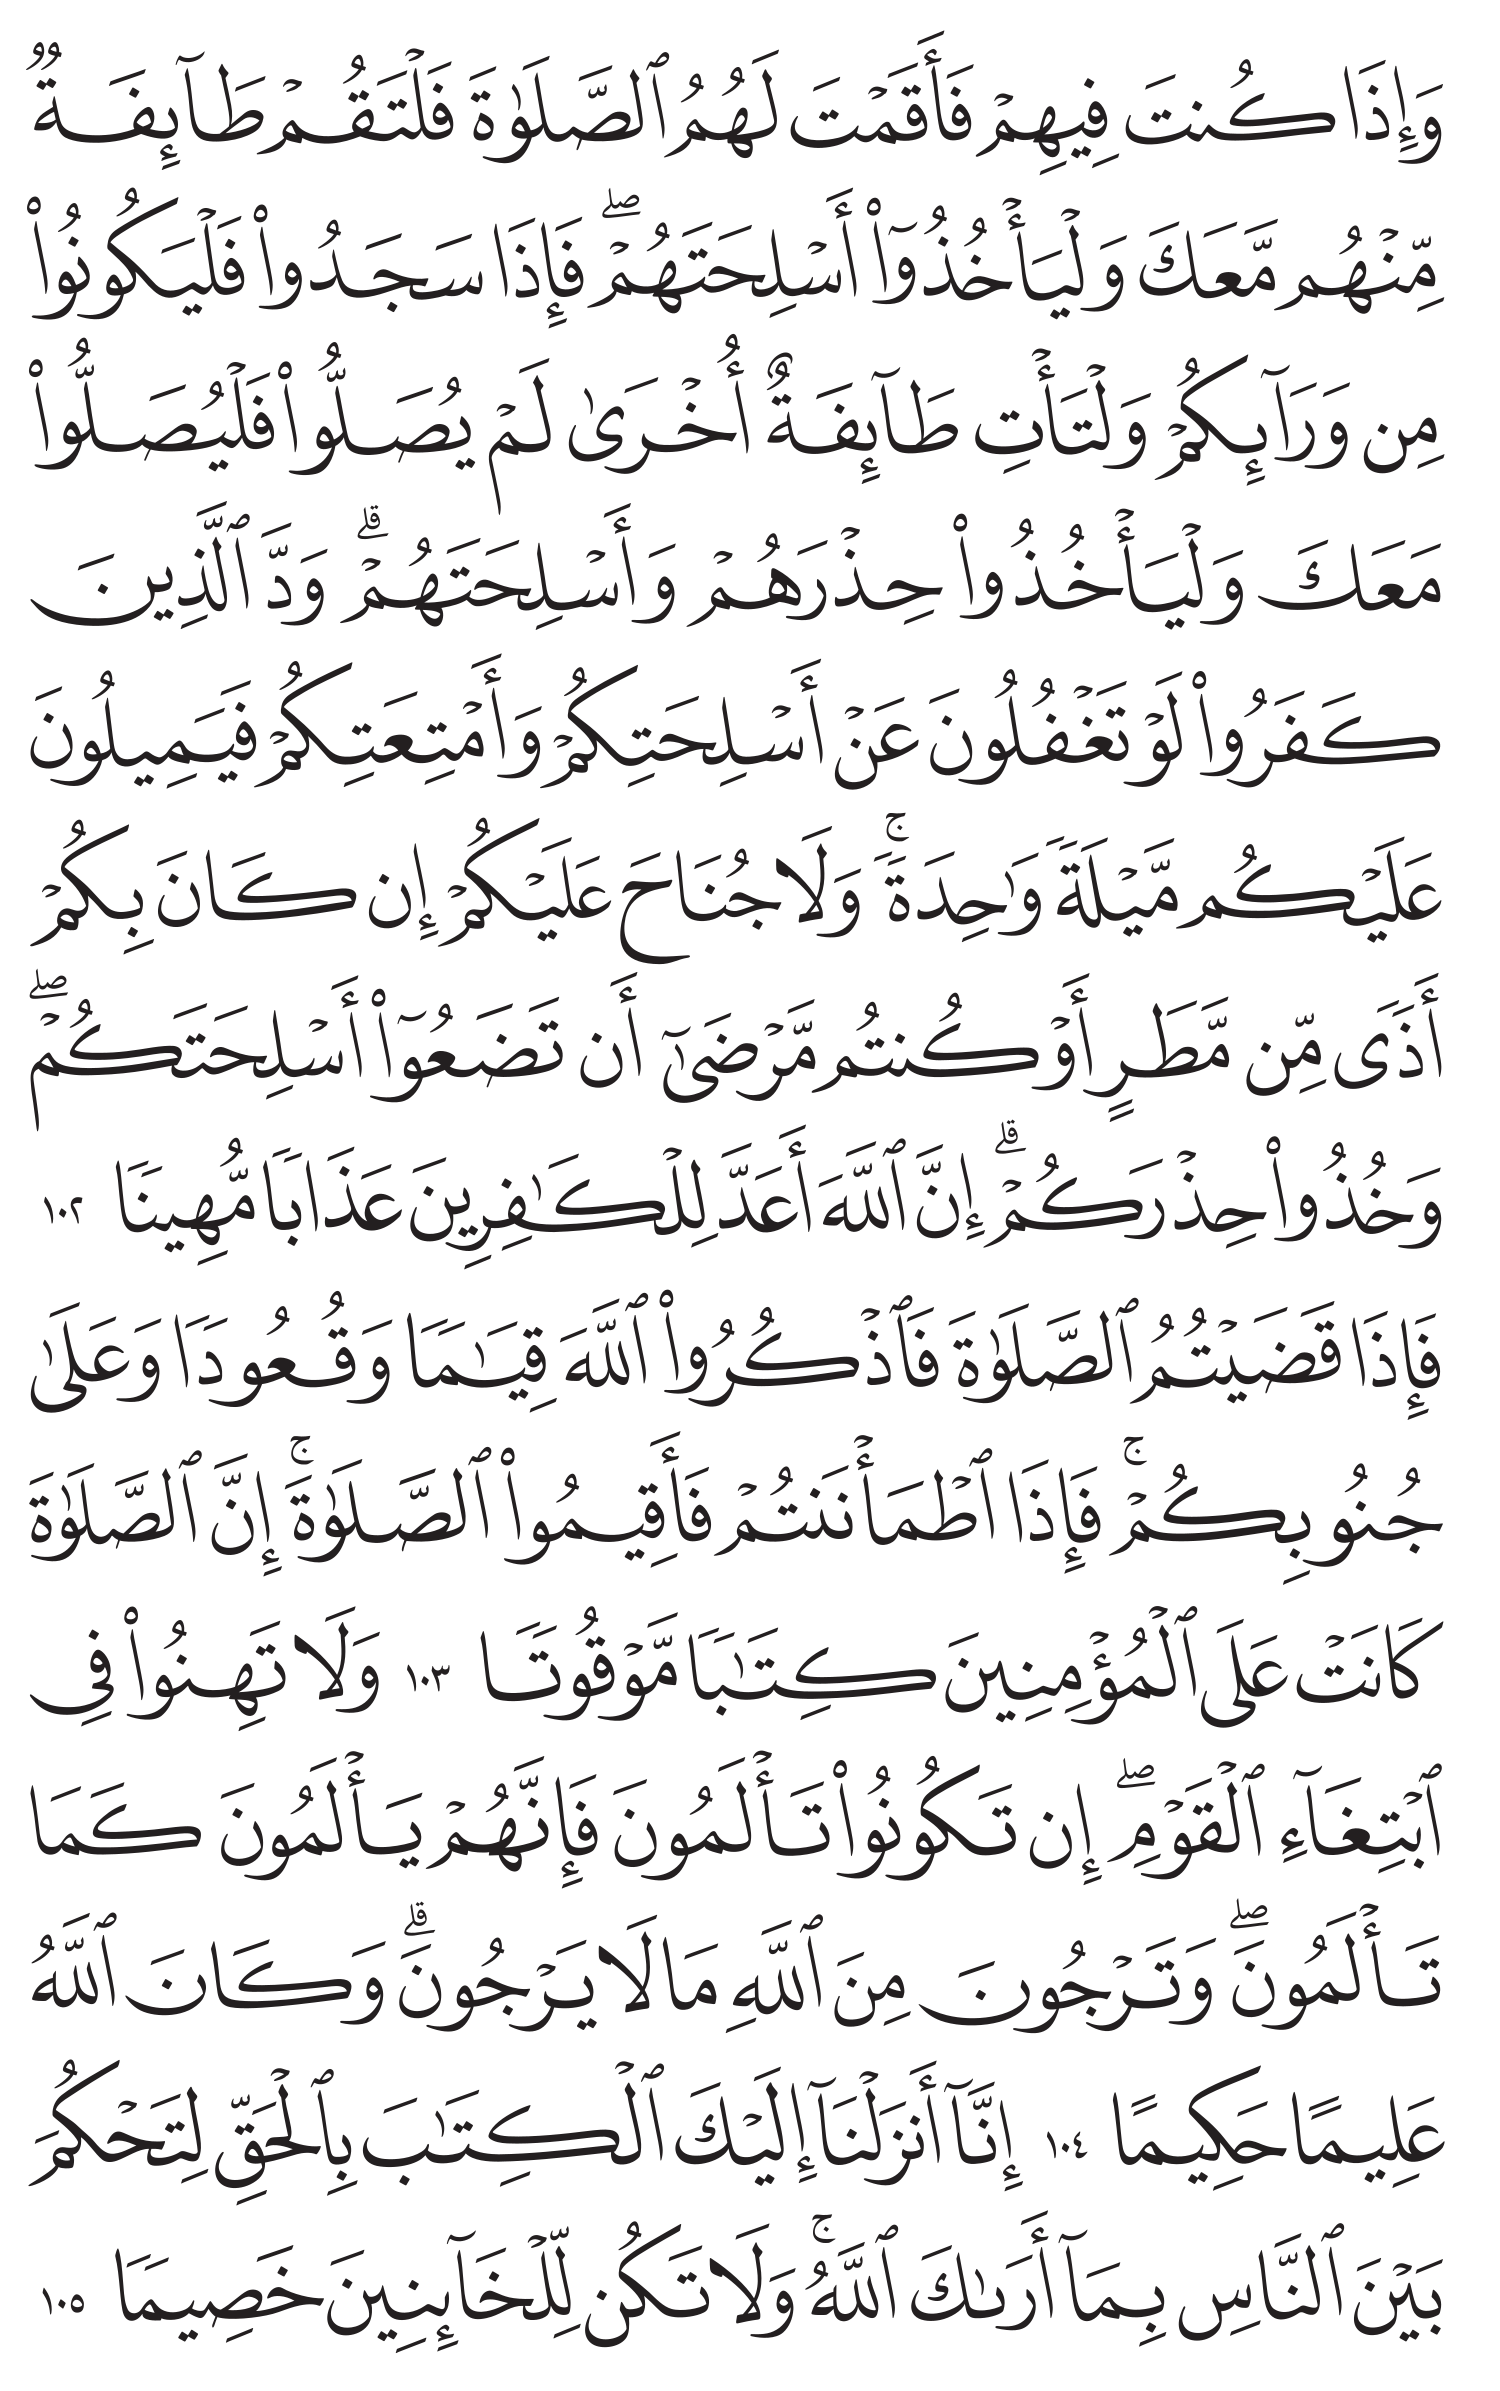 وَإِذَا كُنتَ فِيهِمۡ فَأَقَمۡتَ لَهُمُ ٱلصَّلَوٰةَ فَلۡتَقُمۡ طَآئِفَةٞ
مِّنۡهُم مَّعَكَ وَلۡيَأۡخُذُوٓاْ أَسۡلِحَتَهُمۡۖ فَإِذَا سَجَدُواْ فَلۡيَكُونُواْ
مِن وَرَآئِكُمۡ وَلۡتَأۡتِ طَآئِفَةٌ أُخۡرَىٰ لَمۡ يُصَلُّواْ فَلۡيُصَلُّواْ
مَعَكَ وَلۡيَأۡخُذُواْ حِذۡرَهُمۡ وَأَسۡلِحَتَهُمۡۗ وَدَّ ٱلَّذِينَ
كَفَرُواْ لَوۡ تَغۡفُلُونَ عَنۡ أَسۡلِحَتِكُمۡ وَأَمۡتِعَتِكُمۡ فَيَمِيلُونَ
عَلَيۡكُم مَّيۡلَةٗ وَٰحِدَةٗۚ وَلَا جُنَاحَ عَلَيۡكُمۡ إِن كَانَ بِكُمۡ
أَذٗى مِّن مَّطَرٍ أَوۡ كُنتُم مَّرۡضَىٰٓ أَن تَضَعُوٓاْ أَسۡلِحَتَكُمۡۖ
وَخُذُواْ حِذۡرَكُمۡۗ إِنَّ ٱللَّهَ أَعَدَّ لِلۡكَٰفِرِينَ عَذَابٗا مُّهِينٗا ١٠٢
فَإِذَا قَضَيۡتُمُ ٱلصَّلَوٰةَ فَٱذۡكُرُواْ ٱللَّهَ قِيَٰمٗا وَقُعُودٗا وَعَلَىٰ
جُنُوبِكُمۡۚ فَإِذَا ٱطۡمَأۡنَنتُمۡ فَأَقِيمُواْ ٱلصَّلَوٰةَۚ إِنَّ ٱلصَّلَوٰةَ
كَانَتۡ عَلَى ٱلۡمُؤۡمِنِينَ كِتَٰبٗا مَّوۡقُوتٗا ١٠٣ وَلَا تَهِنُواْ فِي
ٱبۡتِغَآءِ ٱلۡقَوۡمِۖ إِن تَكُونُواْ تَأۡلَمُونَ فَإِنَّهُمۡ يَأۡلَمُونَ كَمَا
تَأۡلَمُونَۖ وَتَرۡجُونَ مِنَ ٱللَّهِ مَا لَا يَرۡجُونَۗ وَكَانَ ٱللَّهُ
عَلِيمًا حَكِيمًا ١٠٤ إِنَّآ أَنزَلۡنَآ إِلَيۡكَ ٱلۡكِتَٰبَ بِٱلۡحَقِّ لِتَحۡكُمَ
بَيۡنَ ٱلنَّاسِ بِمَآ أَرَىٰكَ ٱللَّهُۚ وَلَا تَكُن لِّلۡخَآئِنِينَ خَصِيمٗا ١٠٥